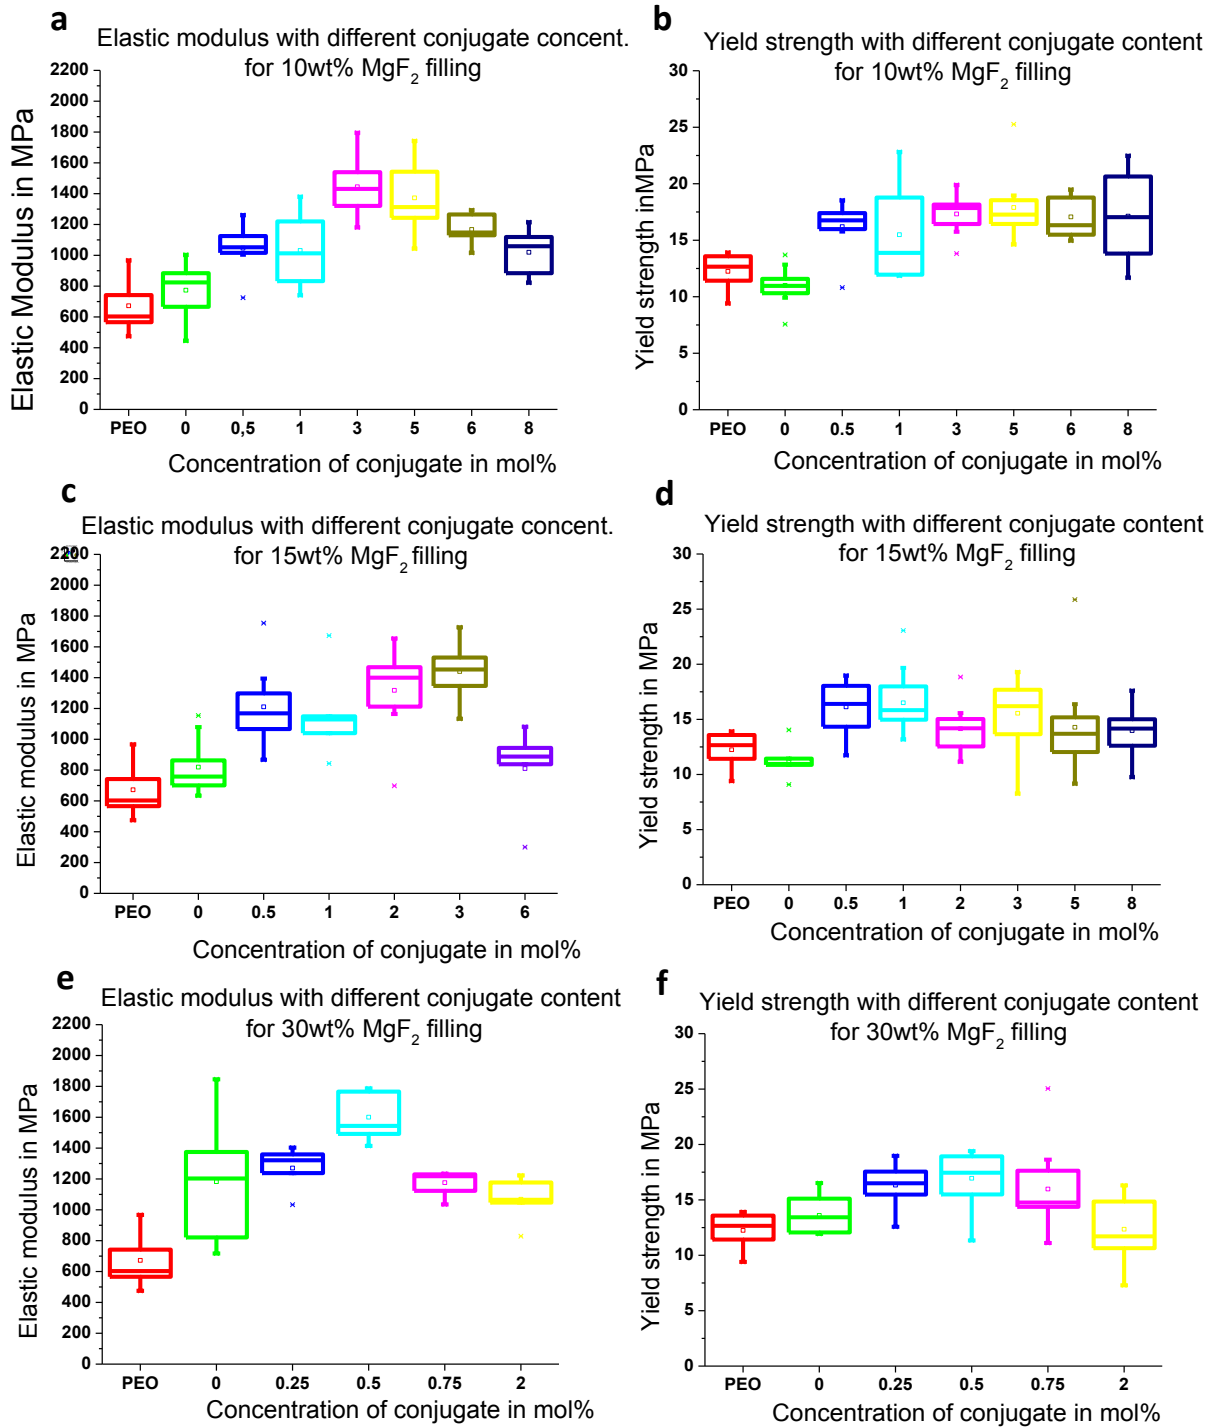 a
Elastic modulus with different conjugate concent.
for 10wt% MgF2 filling
Elastic Modulus in MPa
2200
2000
1800
1600
1400
1200
1000
800
600
400
200
0
PEO 0 0,5 1 3 5 6 8
Concentration of conjugate in mol%
b
Yield strength with different conjugate content
for 10wt% MgF2 filling
Yield strength inMPa
30
25
20
15
10
5
0
PEO 0 0.5 1 3 5 6 8
Concentration of conjugate in mol%
c
Elastic modulus with different conjugate concent.
for 15wt% MgF2 filling
Elastic modulus in MPa
2200
2000
1800
1600
1400
1200
1000
800
600
400
200
0
PEO 0 0.5 1 2 3 6
Concentration of conjugate in mol%
d
Yield strength with different conjugate content
for 15wt% MgF2 filling
Yield strength in MPa
30
25
20
15
10
5
0
PEO 0 0.5 1 2 3 5 8
Concentration of conjugate in mol%
e
Elastic modulus with different conjugate content
for 30wt% MgF2 filling
Elastic modulus in MPa
2200
2000
1800
1600
1400
1200
1000
800
600
400
200
0
PEO 0 0.25 0.5 0.75 2
Concentration of conjugate in mol%
f
Yield strength with different conjugate content
for 30wt% MgF2 filling
Yield strength in MPa
30
25
20
15
10
5
0
PEO 0 0.25 0.5 0.75 2
Concentration of conjugate in mol%